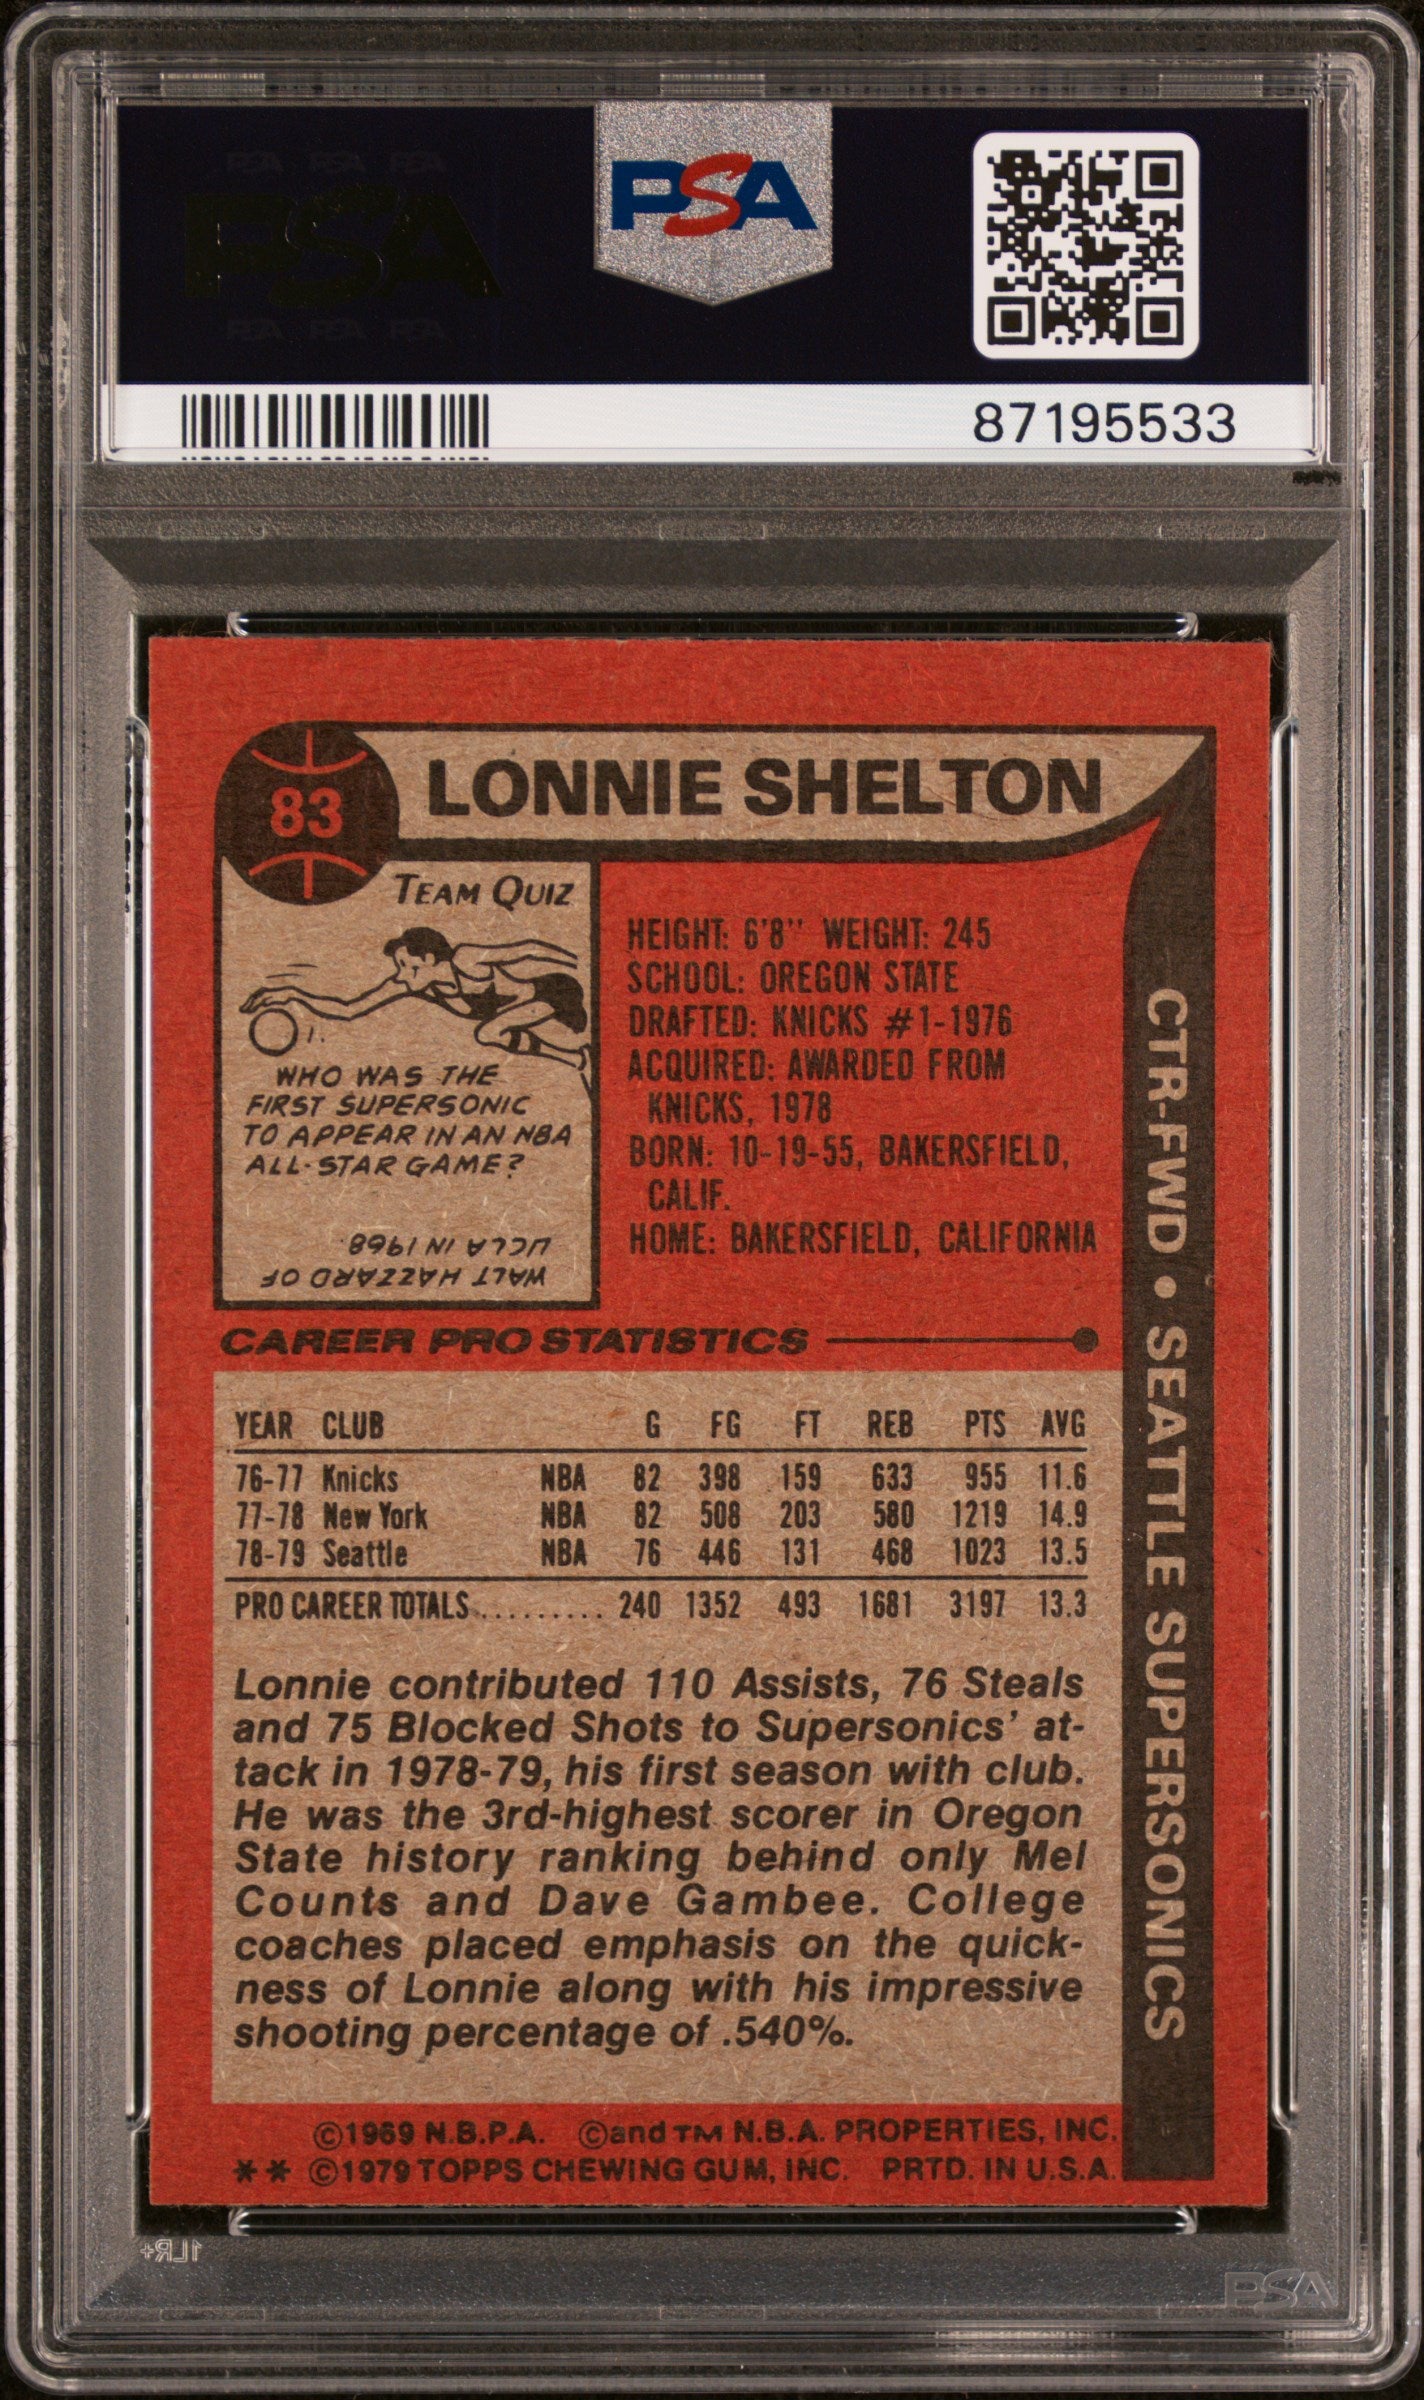 PSA PSA PSA
PSA
PSA PSA PSA
PSA
87195533
83
LONNIE SHELTON
TEAM QUIZ
WHO WAS THE
FIRST SUPERSONIC
TO APPEAR IN AN NBA
ALL-STAR GAME?
WALT HAZZARD OF
UCLA IN 1968.
HEIGHT: 6'8" WEIGHT: 245
SCHOOL: OREGON STATE
DRAFTED: KNICKS #1-1976
ACQUIRED: AWARDED FROM
KNICKS, 1978
BORN: 10-19-55, BAKERSFIELD,
CALIF.
HOME: BAKERSFIELD, CALIFORNIA
CTR-FWD • SEATTLE SUPERSONICS
CAREER PRO STATISTICS
YEAR CLUB G FG FT REB PTS AVG
76-77 Knicks NBA 82 398 159 633 955 11.6
77-78 New York NBA 82 508 203 580 1219 14.9
78-79 Seattle NBA 76 446 131 468 1023 13.5
PRO CAREER TOTALS.......... 240 1352 493 1681 3197 13.3
Lonnie contributed 110 Assists, 76 Steals
and 75 Blocked Shots to Supersonics' at-
tack in 1978-79, his first season with club.
He was the 3rd-highest scorer in Oregon
State history ranking behind only Mel
Counts and Dave Gambee. College
coaches placed emphasis on the quick-
ness of Lonnie along with his impressive
shooting percentage of .540%.
©1969 N.B.P.A. ©and TM N.B.A. PROPERTIES, INC.
** ©1979 TOPPS CHEWING GUM, INC. PRTD. IN U.S.A.
1LR+
PSA